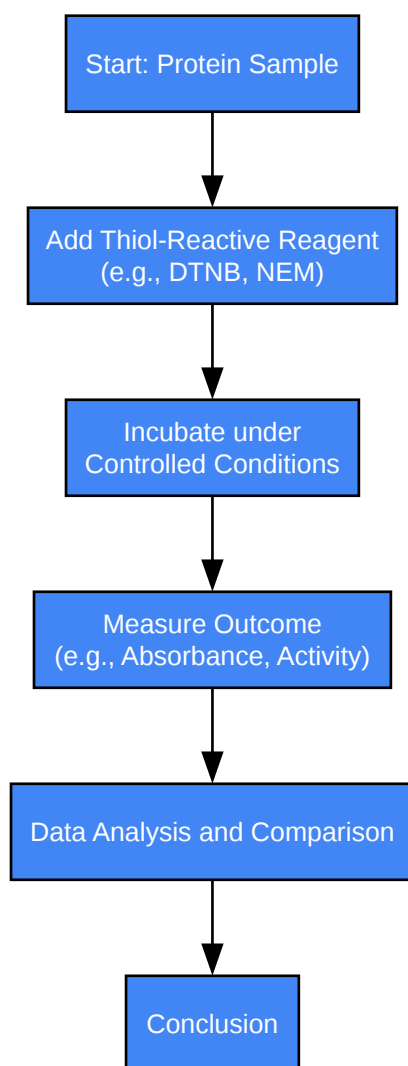 Start: Protein Sample
Add Thiol-Reactive Reagent
(e.g., DTNB, NEM)
Incubate under
Controlled Conditions
Measure Outcome
(e.g., Absorbance, Activity)
Data Analysis and Comparison
Conclusion